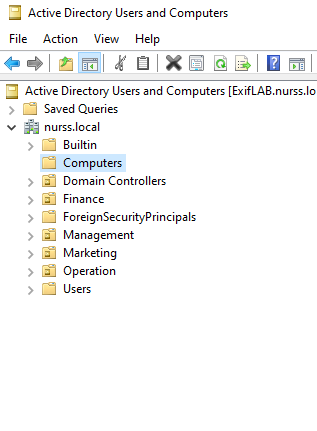 Active Directory Users and Computers
File Action View Help
Active Directory Users and Computers [ExifLAB.nurss.lo
Saved Queries
nurss.local
Builtin
Computers
Domain Controllers
Finance
ForeignSecurityPrincipals
Management
Marketing
Operation
Users